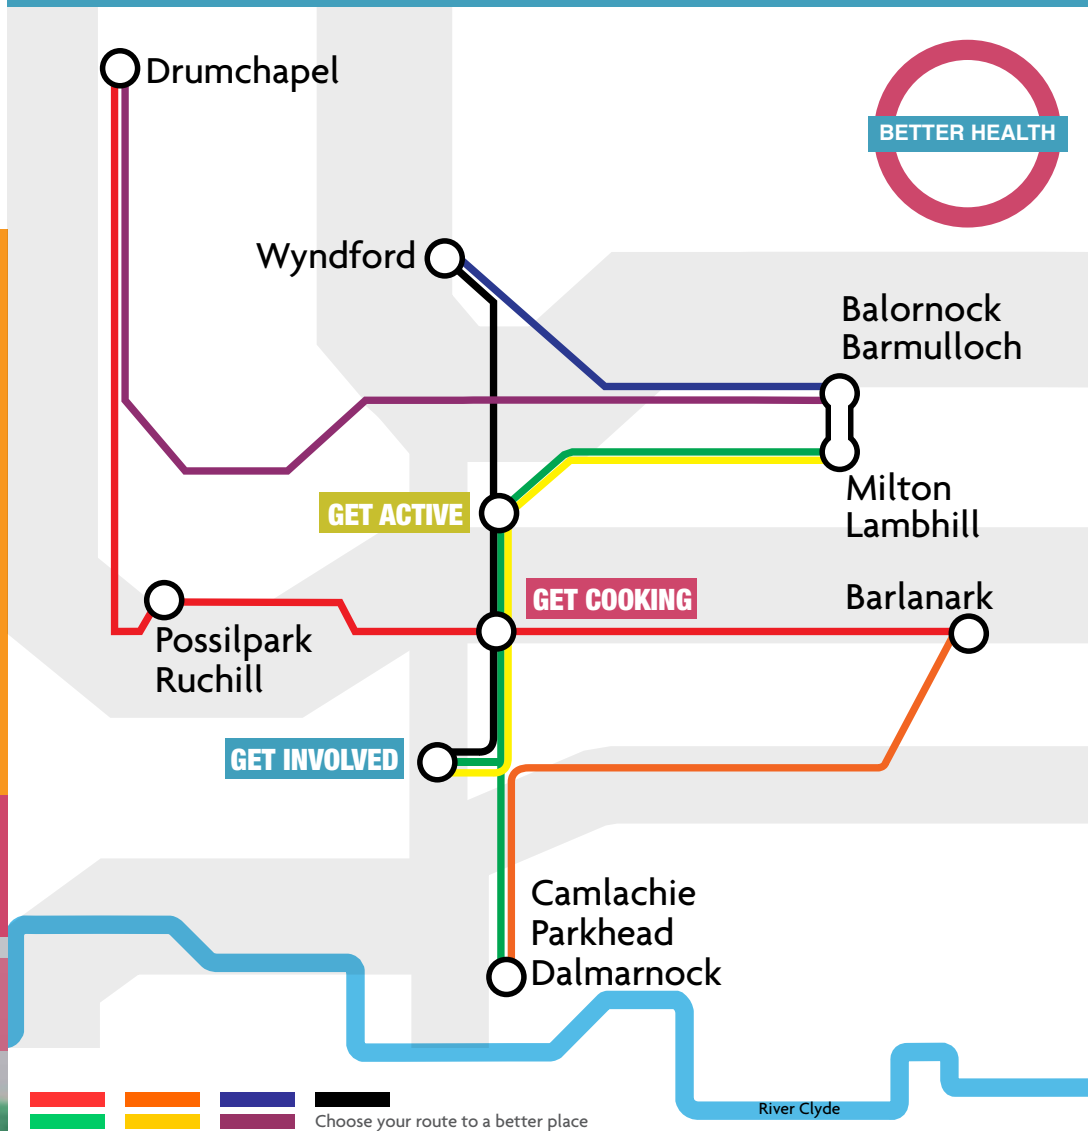 Drumchapel
BETTER HEALTH
Wyndford
Balornock
Barmulloch
Milton
Lambhill
GET ACTIVE
GET COOKING
Barlanark
Possilpark
Ruchill
GET INVOLVED
Camlachie
Parkhead
Dalmarnock
River Clyde
Choose your route to a better place